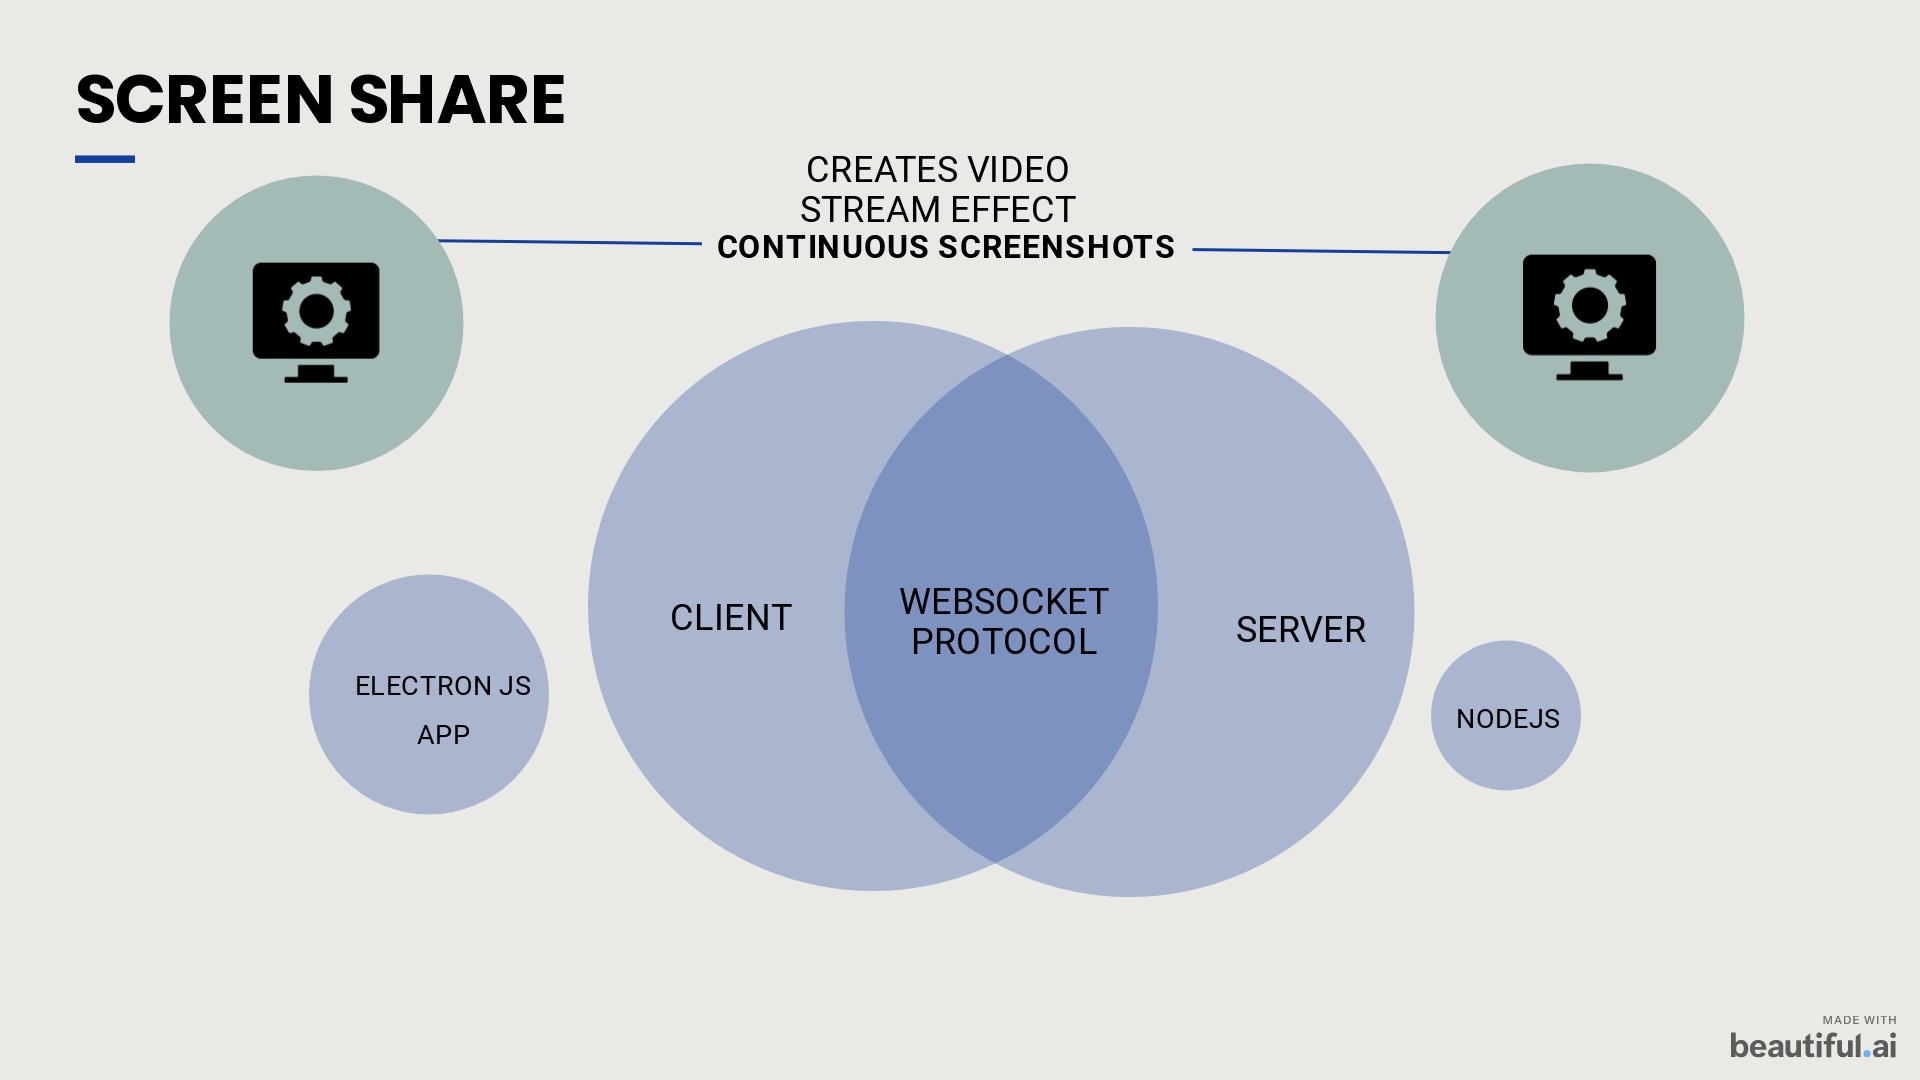 SCREEN SHARE
CREATES VIDEO
STREAM EFFECT
CONTINUOUS SCREENSHOTS
CLIENT
WEBSOCKET
PROTOCOL
SERVER
ELECTRON JS
APP
NODEJS
MADE WITH
beautiful.ai